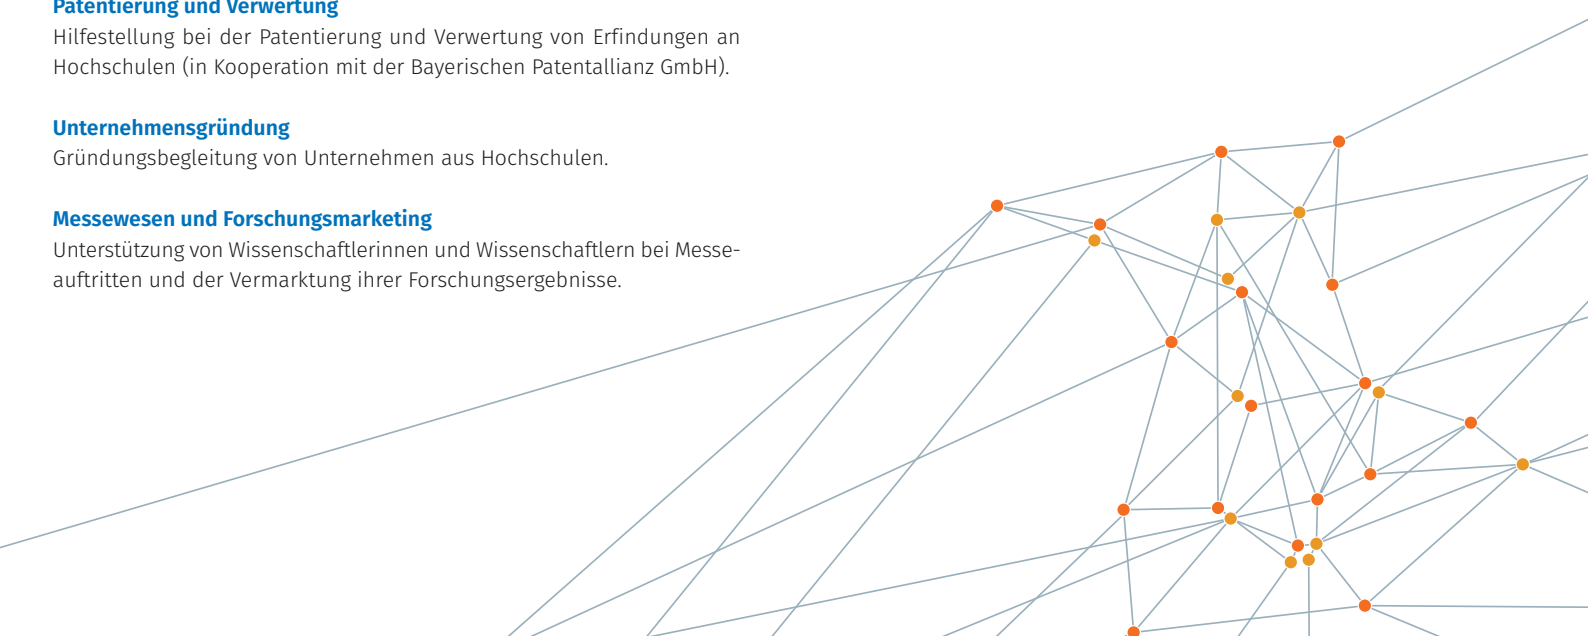 Patentierung und Verwertung
Hilfestellung bei der Patentierung und Verwertung von Erfindungen an
Hochschulen (in Kooperation mit der Bayerischen Patentallianz GmbH).
Unternehmensgründung
Gründungsbegleitung von Unternehmen aus Hochschulen.
Messewesen und Forschungsmarketing
Unterstützung von Wissenschaftlerinnen und Wissenschaftlern bei Messe-
auftritten und der Vermarktung ihrer Forschungsergebnisse.